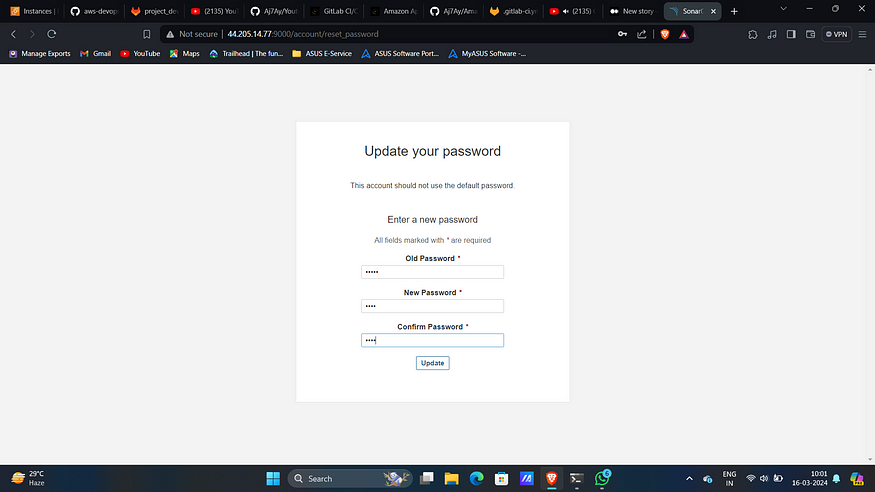 Instances |
aws-devop
project_dev
(2135) YouT
Aj7Ay/Yout
GitLab CI/C
Amazon Ap
Aj7Ay/Ama
.gitlab-ci.ym
(2135)
New story
Sonar
Not secure
44.205.14.77:9000/account/reset_password
VPN
Manage Exports
Gmail
YouTube
Maps
Trailhead | The fun...
ASUS E-Service
ASUS Software Port...
MyASUS Software -...
Update your password
This account should not use the default password.
Enter a new password
All fields marked with * are required
Old Password *
•••••
New Password *
••••
Confirm Password *
••••
Update
29°C
Haze
Search
6
ENG
IN
10:01
16-03-2024